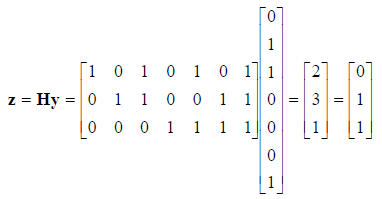 z = Hy = [1 0 1 0 1 0 1 [0
0 1 1 0 0 1 1 1
0 0 0 1 1 1 1] 1
0
0
0
1] = [2
3
1] = [0
1
1]